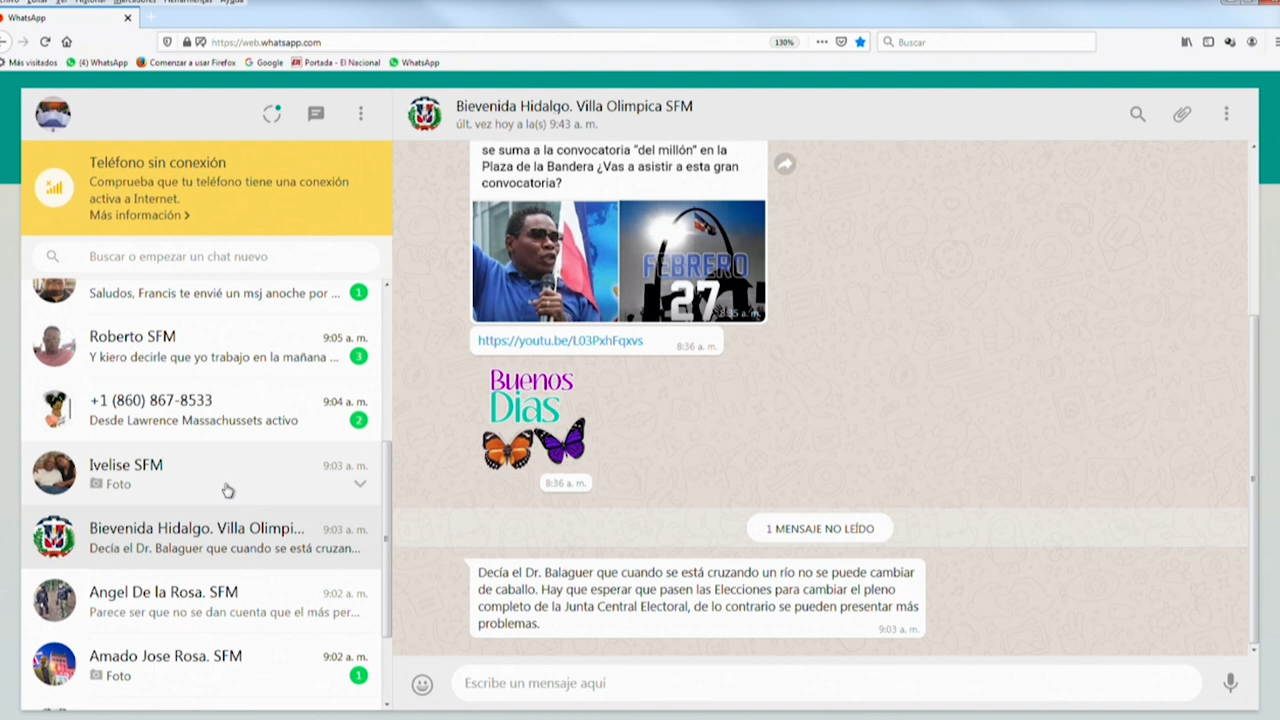 Archivo Editar Ver Historial Marcadores Herramientas Ayuda
WhatsApp
https://web.whatsapp.com
130%
Buscar
Más visitados
(4) WhatsApp
Comenzar a usar Firefox
Google
Portada - El Nacional
WhatsApp
Teléfono sin conexión
Comprueba que tu teléfono tiene una conexión
activa a Internet.
Más información
Buscar o empezar un chat nuevo
Saludos, Francis te envié un msj anoche por ...
1
Roberto SFM
9:05 a. m.
Y kiero decirle que yo trabajo en la mañana ...
3
+1 (860) 867-8533
9:04 a. m.
Desde Lawrence Massachussets activo
2
Ivelise SFM
9:03 a. m.
Foto
Bievenida Hidalgo. Villa Olimpi...
9:03 a. m.
Decía el Dr. Balaguer que cuando se está cruzan...
Angel De la Rosa. SFM
9:02 a. m.
Parece ser que no se dan cuenta que el más per...
Amado Jose Rosa. SFM
9:02 a. m.
Foto
1
Bievenida Hidalgo. Villa Olimpica SFM
últ. vez hoy a la(s) 9:43 a. m.
se suma a la convocatoria “del millón” en la
Plaza de la Bandera ¿Vas a asistir a esta gran
convocatoria?
FEBRERO
27
8:35 a. m.
https://youtu.be/L03PxhFqxvs
8:36 a. m.
Buenos
Dias
8:36 a. m.
1 MENSAJE NO LEÍDO
Decía el Dr. Balaguer que cuando se está cruzando un río no se puede cambiar
de caballo. Hay que esperar que pasen las Elecciones para cambiar el pleno
completo de la Junta Central Electoral, de lo contrario se pueden presentar más
problemas.
9:03 a. m.
Escribe un mensaje aquí